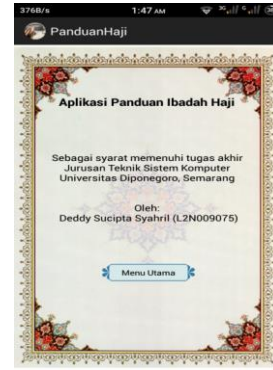 376B/s 1:47 AM 3G G
PanduanHaji
Aplikasi Panduan Ibadah Haji
Sebagai syarat memenuhi tugas akhir
Jurusan Teknik Sistem Komputer
Universitas Diponegoro, Semarang
Oleh:
Deddy Sucipta Syahril (L2N009075)
Menu Utama